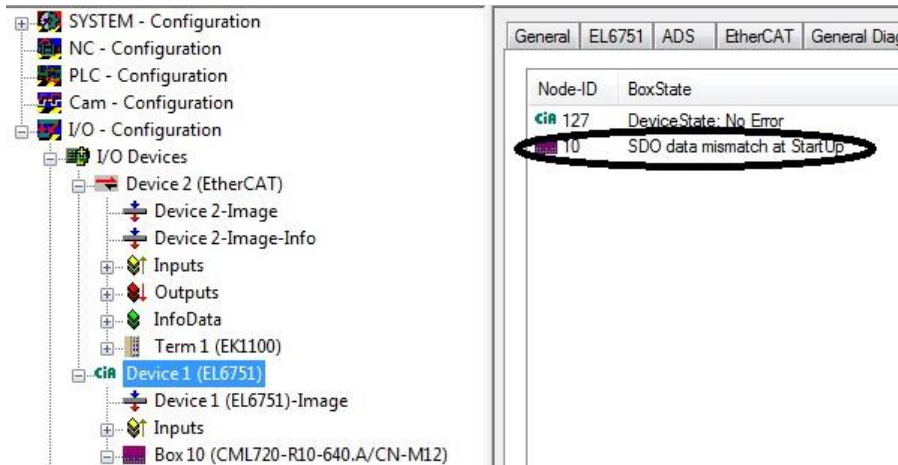 SYSTEM - Configuration
NC - Configuration
PLC - Configuration
Cam - Configuration
I/O - Configuration
I/O Devices
Device 2 (EtherCAT)
Device 2-Image
Device 2-Image-Info
Inputs
Outputs
InfoData
Term 1 (EK1100)
CiA Device 1 (EL6751)
Device 1 (EL6751)-Image
Inputs
Box 10 (CML720-R10-640.A/CN-M12)
General EL6751 ADS EtherCAT General Diag
Node-ID BoxState
CiA 127 DeviceState: No Error
10 SDO data mismatch at StartUp